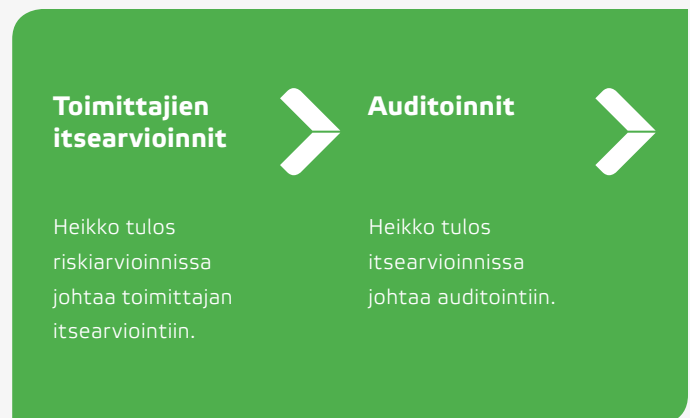 Toimittajien
itsearvioinnit
Heikko tulos
riskiarvioinnissa
johtaa toimittajan
itsearviointiin.
Auditoinnit
Heikko tulos
itsearvioinnissa
johtaa auditointiin.